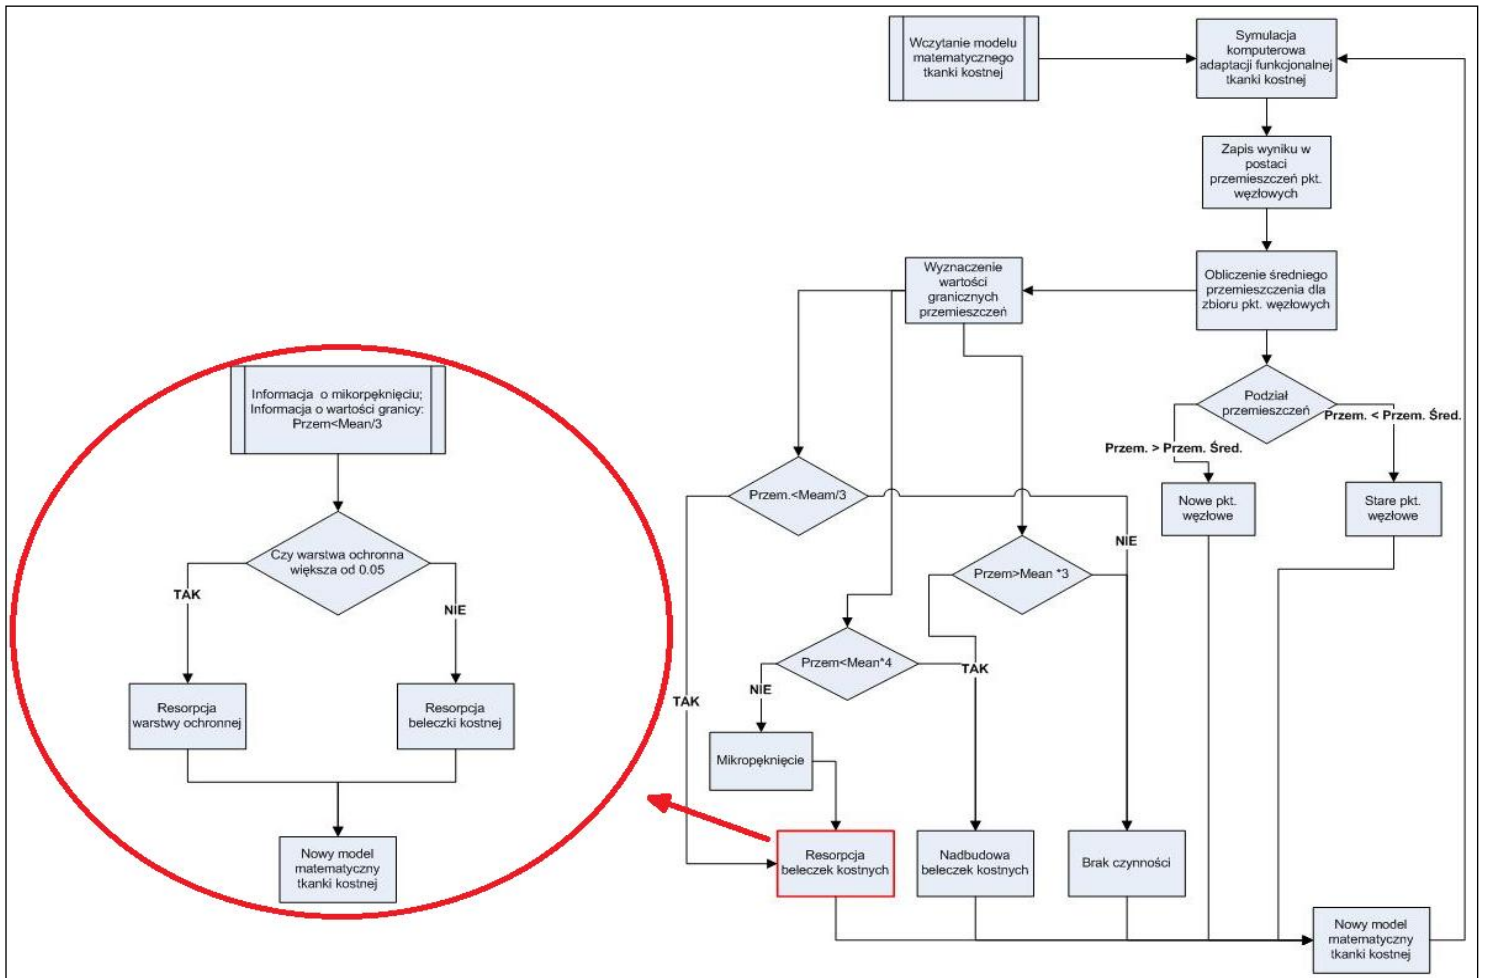 Wczytanie modelu
matematycznego
tkanki kostnej
Symulacja
komputerowa
adaptacji funkcjonalnej
tkanki kostnej
Zapis wyniku w
postaci
przemieszczeń pkt.
węzłowych
Obliczenie średniego
przemieszczenia dla
zbioru pkt. węzłowych
Wyznaczenie
wartości
granicznych
przemieszczeń
Podział
przemieszczeń
Przem. < Przem. Śred.
Przem. > Przem. Śred.
Nowe pkt.
węzłowe
Stare pkt.
węzłowe
Przem.<Meam/3
NIE
Przem>Mean *3
Przem<Mean*4
TAK
NIE
TAK
Mikropęknięcie
Resorpcja
beleczek kostnych
Nadbudowa
beleczek kostnych
Brak czynności
Nowy model
matematyczny
tkanki kostnej
Informacja o mikorpęknięciu;
Informacja o wartości granicy:
Przem<Mean/3
Czy warstwa ochronna
większa od 0.05
TAK
NIE
Resorpcja
warstwy ochronnej
Resorpcja
beleczki kostnej
Nowy model
matematyczny
tkanki kostnej